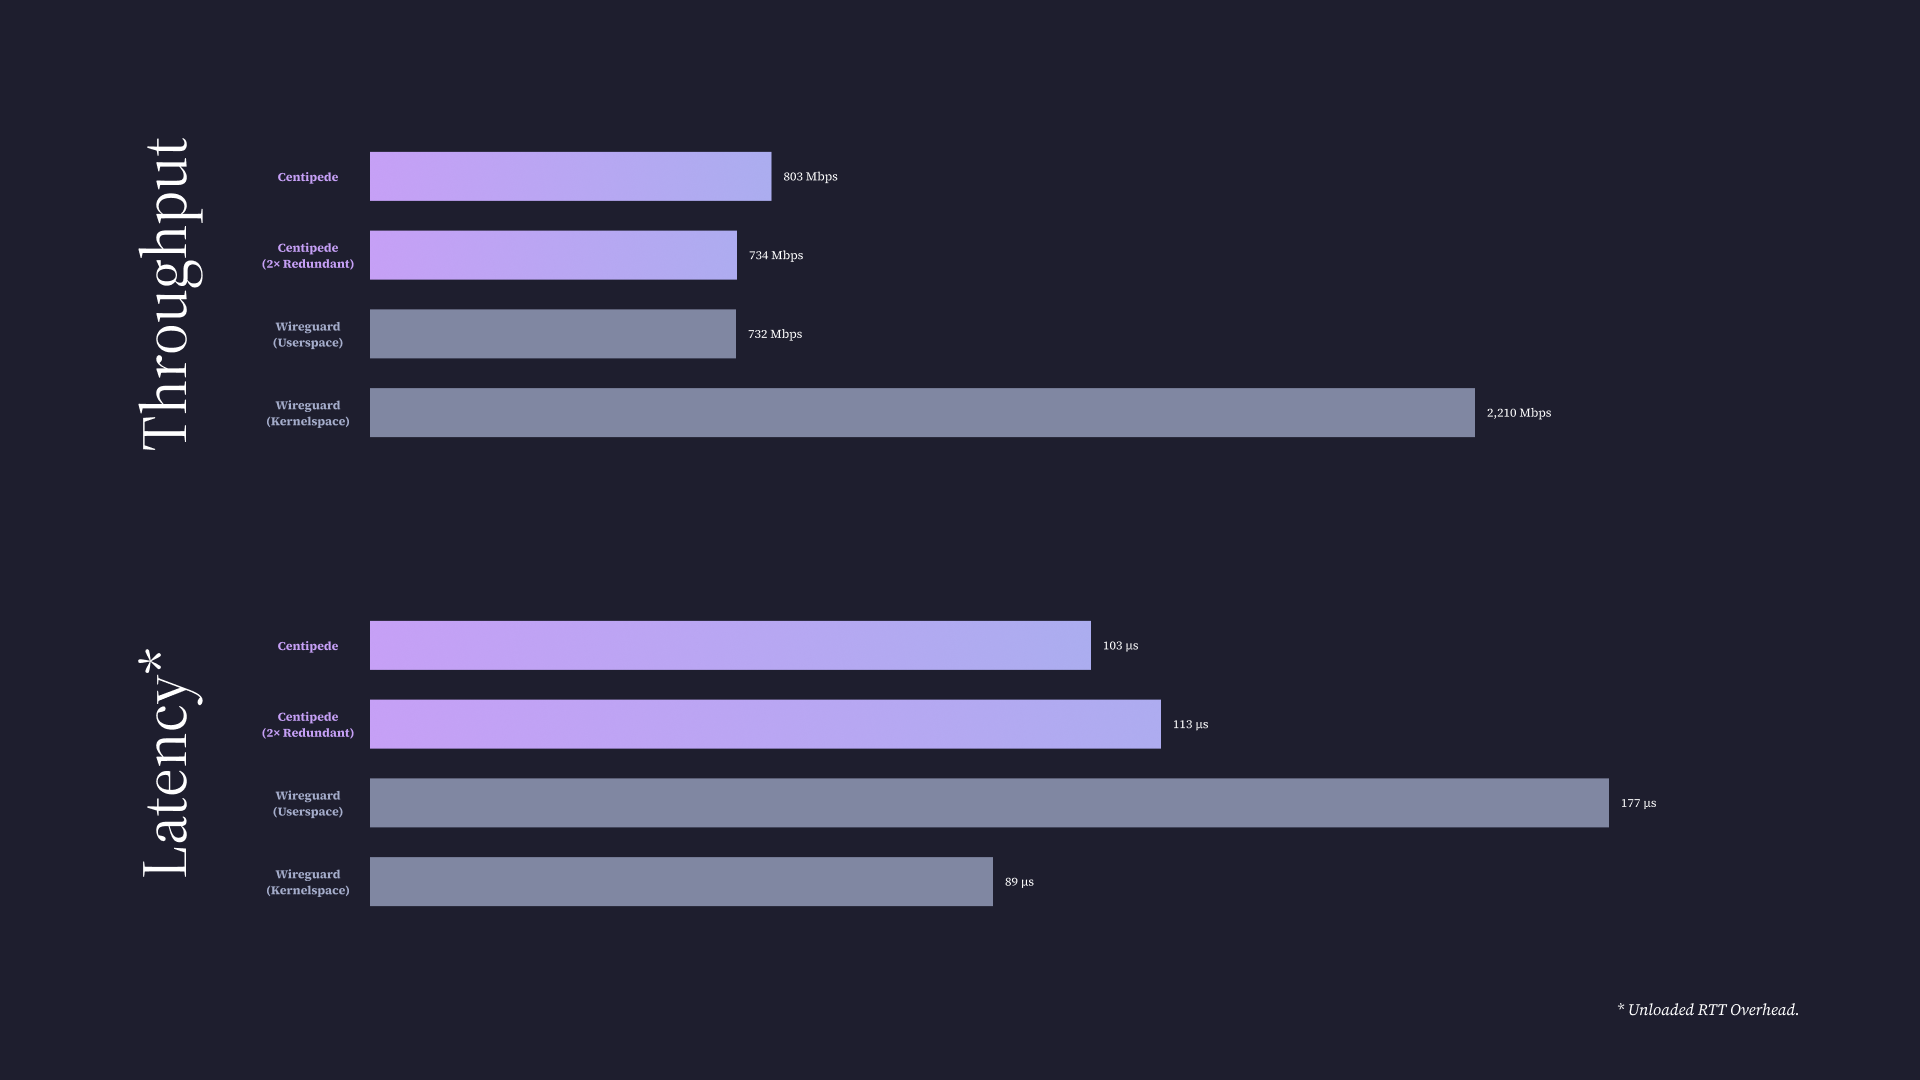 Throughput
Centipede
803 Mbps
Centipede
(2× Redundant)
734 Mbps
Wireguard
(Userspace)
732 Mbps
Wireguard
(Kernelspace)
2,210 Mbps
Latency*
Centipede
103 μs
Centipede
(2× Redundant)
113 μs
Wireguard
(Userspace)
177 μs
Wireguard
(Kernelspace)
89 μs
* Unloaded RTT Overhead.